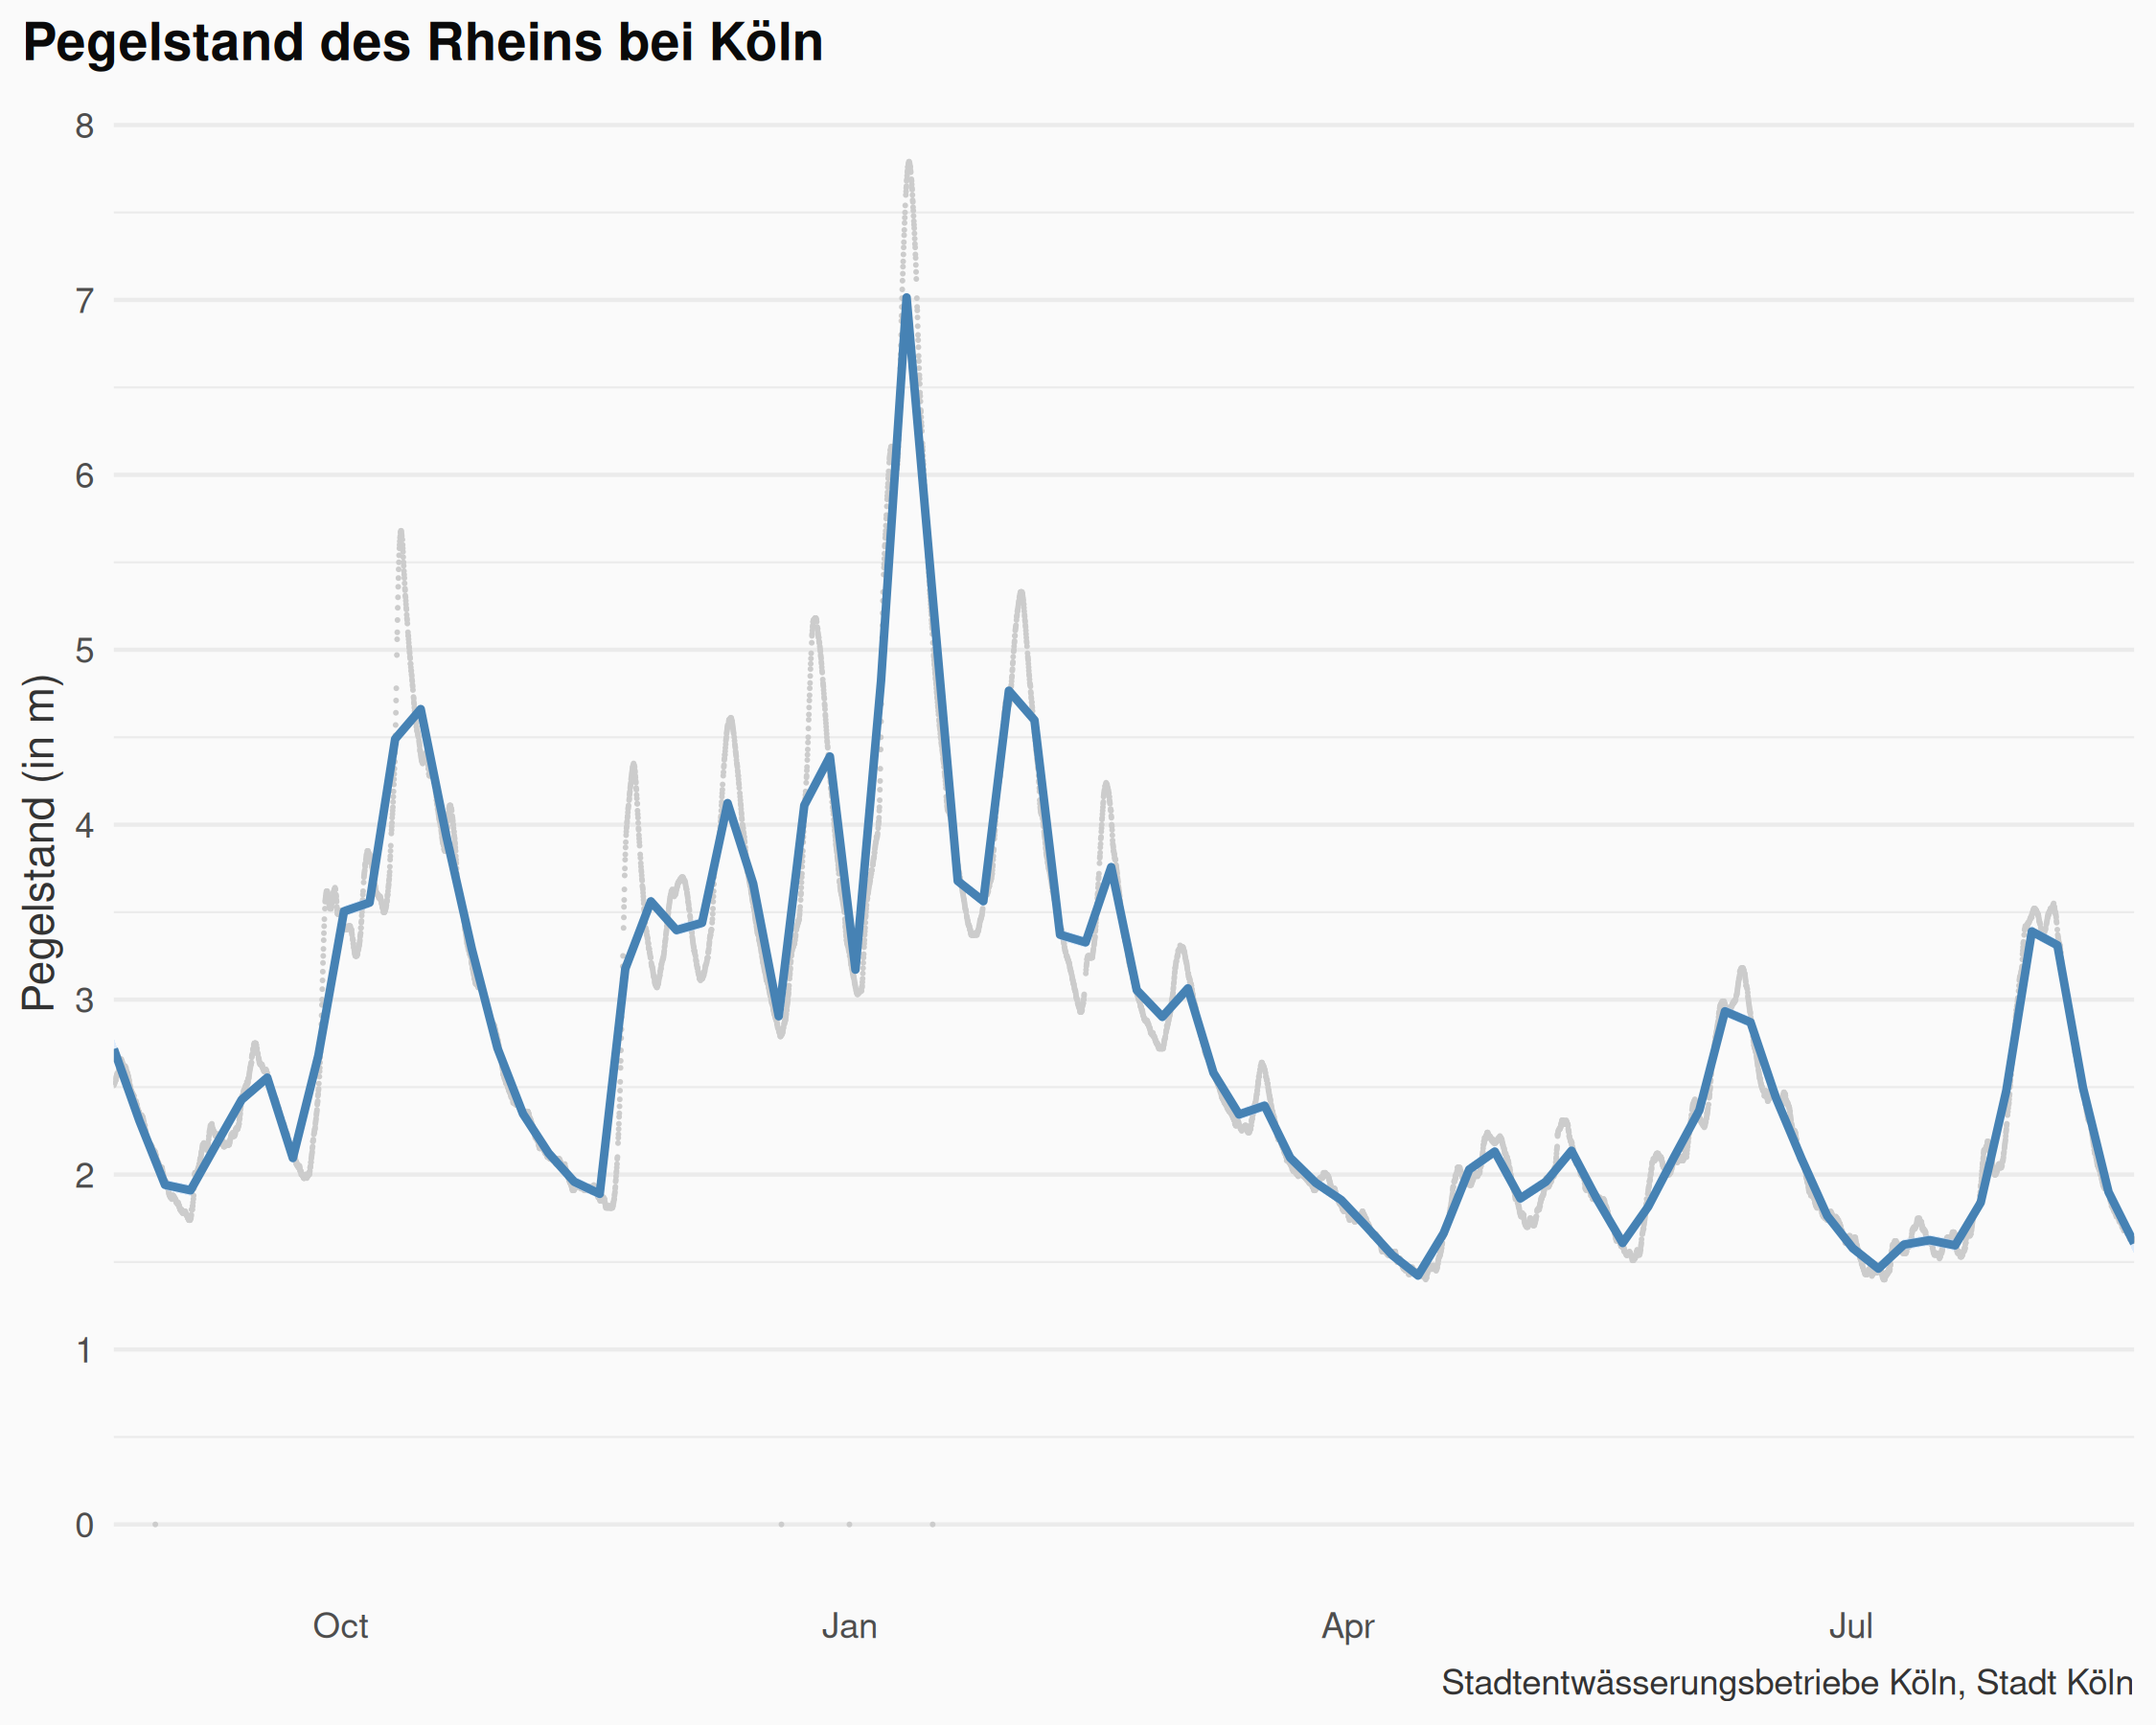 Pegelstand des Rheins bei Köln
Pegelstand (in m)
8
7
6
5
4
3
2
1
0
Oct Jan Apr Jul
Stadtentwässerungsbetriebe Köln, Stadt Köln